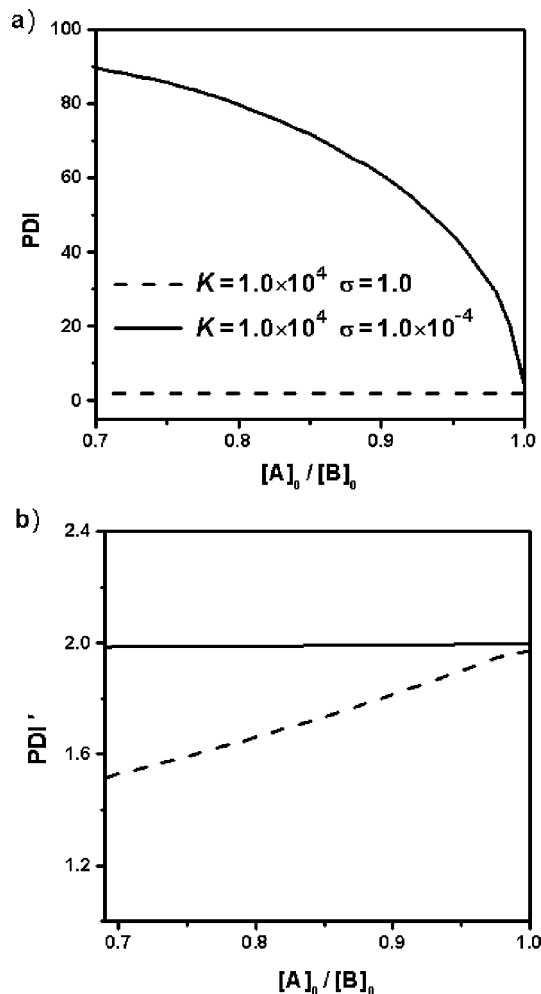 a)
100
80
60
40
20
0
PDI
K=1.0×10⁴ σ=1.0
K=1.0×10⁴ σ=1.0×10⁻⁴
0.7 0.8 0.9 1.0
[A]₀ / [B]₀
b)
2.4
2.0
1.6
1.2
PDI '
0.7 0.8 0.9 1.0
[A]₀ / [B]₀